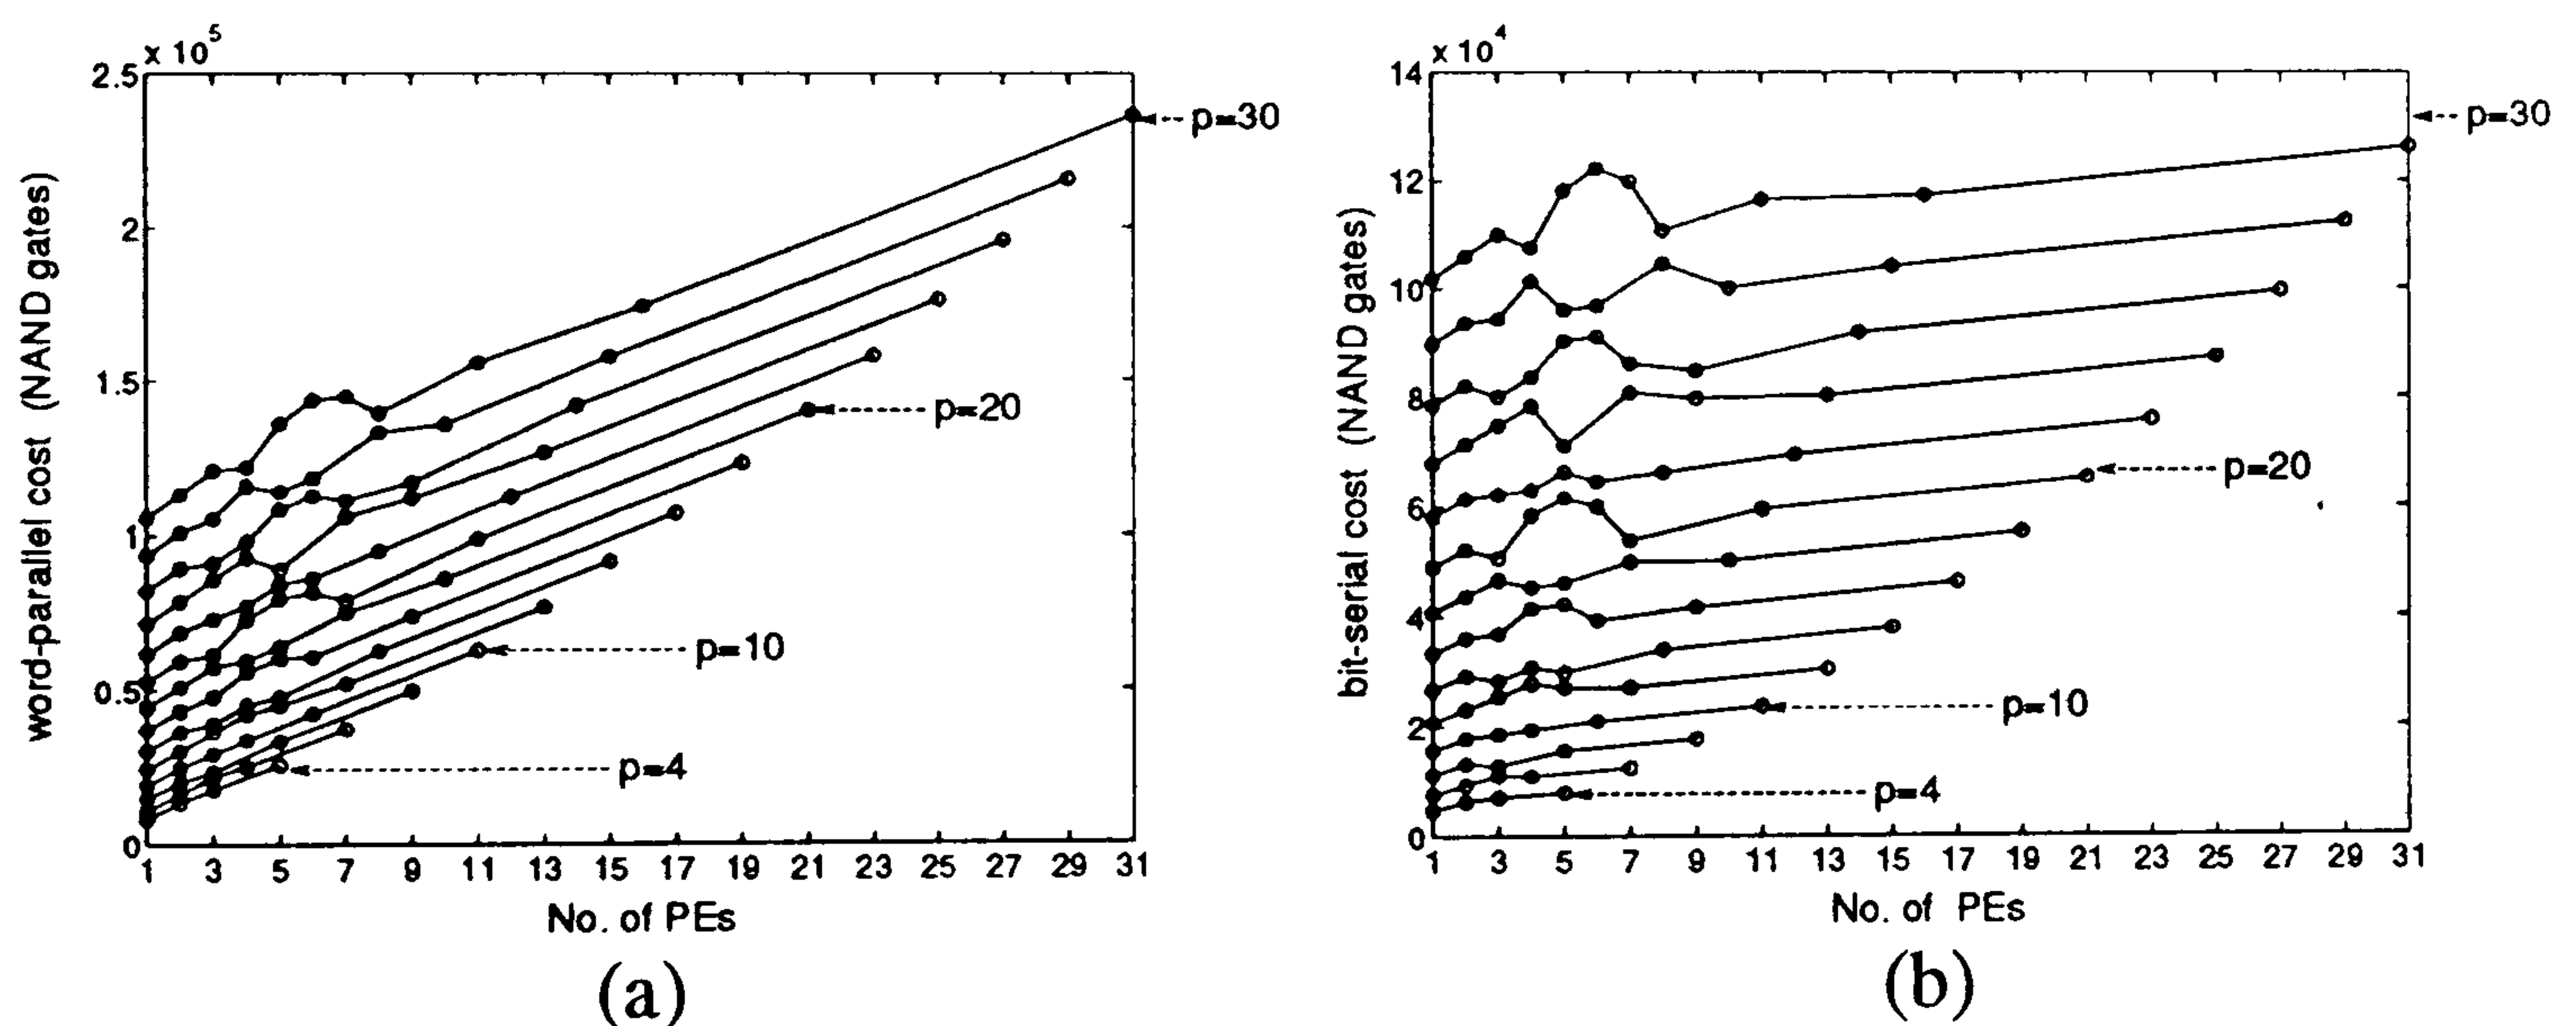 x 10^5
2.5
2
1.5
1
0.5
0
word-parallel cost (NAND gates)
p=30
p=20
p=10
p=4
1 3 5 7 9 11 13 15 17 19 21 23 25 27 29 31
No. of PEs
(a)
x 10^4
14
12
10
8
6
4
2
0
bit-serial cost (NAND gates)
p=30
p=20
p=10
p=4
1 3 5 7 9 11 13 15 17 19 21 23 25 27 29 31
No. of PEs
(b)